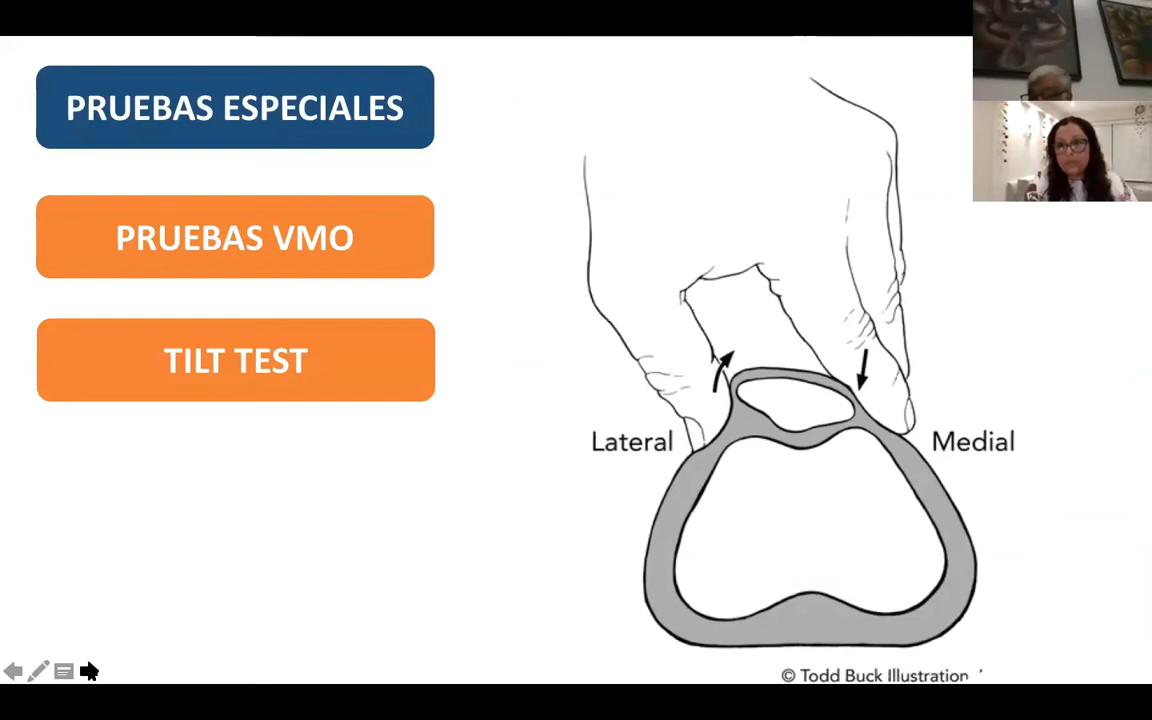 PRUEBAS ESPECIALES
PRUEBAS VMO
TILT TEST
Lateral
Medial
© Todd Buck Illustration